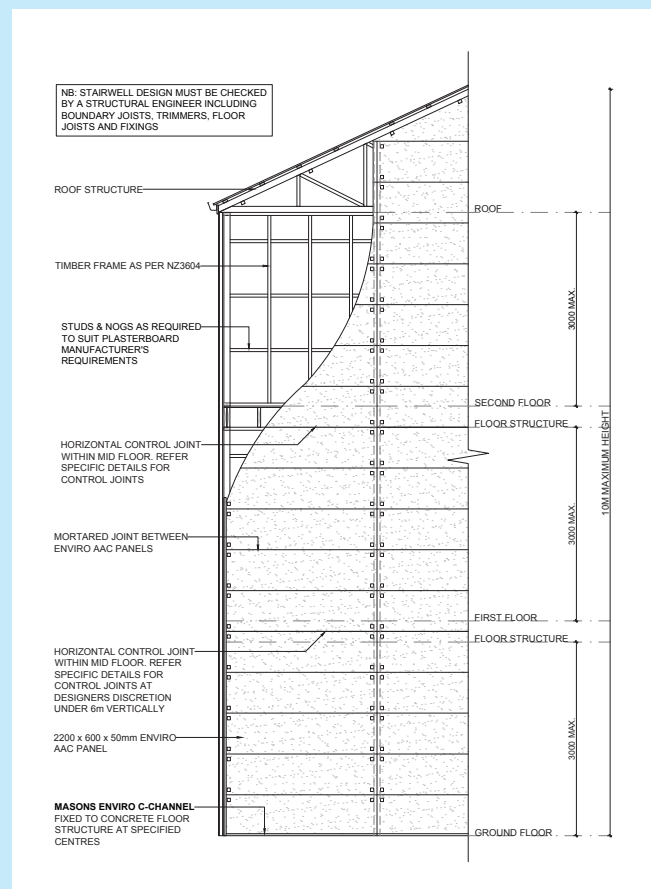 NB: STAIRWELL DESIGN MUST BE CHECKED
BY A STRUCTURAL ENGINEER INCLUDING
BOUNDARY JOISTS, TRIMMERS, FLOOR
JOISTS AND FIXINGS
ROOF STRUCTURE
ROOF
TIMBER FRAME AS PER NZ3604
STUDS & NOGS AS REQUIRED
TO SUIT PLASTERBOARD
MANUFACTURER'S
REQUIREMENTS
3000 MAX.
SECOND FLOOR
FLOOR STRUCTURE
HORIZONTAL CONTROL JOINT
WITHIN MID FLOOR. REFER
SPECIFIC DETAILS FOR
CONTROL JOINTS
10M MAXIMUM HEIGHT
MORTARED JOINT BETWEEN
ENVIRO AAC PANELS
3000 MAX.
FIRST FLOOR
FLOOR STRUCTURE
HORIZONTAL CONTROL JOINT
WITHIN MID FLOOR. REFER
SPECIFIC DETAILS FOR
CONTROL JOINTS AT
DESIGNERS DISCRETION
UNDER 6m VERTICALLY
2200 x 600 x 50mm ENVIRO
AAC PANEL
3000 MAX.
MASONS ENVIRO C-CHANNEL
FIXED TO CONCRETE FLOOR
STRUCTURE AT SPECIFIED
CENTRES
GROUND FLOOR